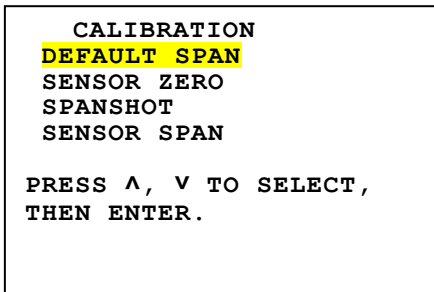 CALIBRATION
DEFAULT SPAN
SENSOR ZERO
SPANSHOT
SENSOR SPAN
PRESS ᐱ, ᐯ TO SELECT,
THEN ENTER.